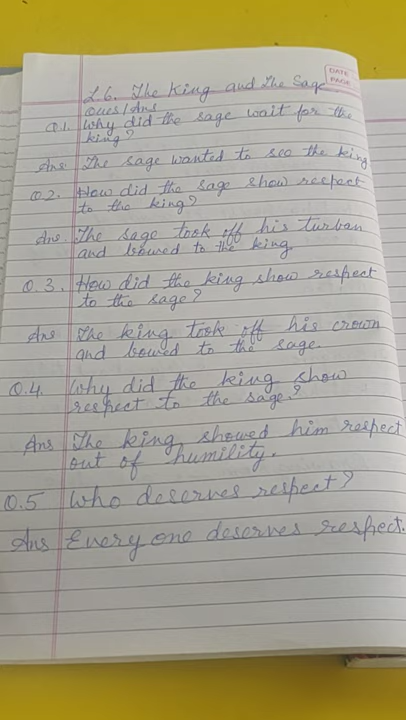 DATE
PAGE
L6. The King and The Sage
Ques/Ans
Q.1. Why did the sage wait for the
king?
Ans The sage wanted to see the king
Q.2. How did the sage show respect
to the king?
Ans. The sage took off his turban
and bowed to the king
Q.3. How did the king show respect
to the sage?
Ans The king took off his crown
and bowed to the sage.
Q.4. Why did the king show
respect to the sage?
Ans The king showed him respect
out of humility.
Q.5 Who deserves respect?
Ans Every one deserves respect.